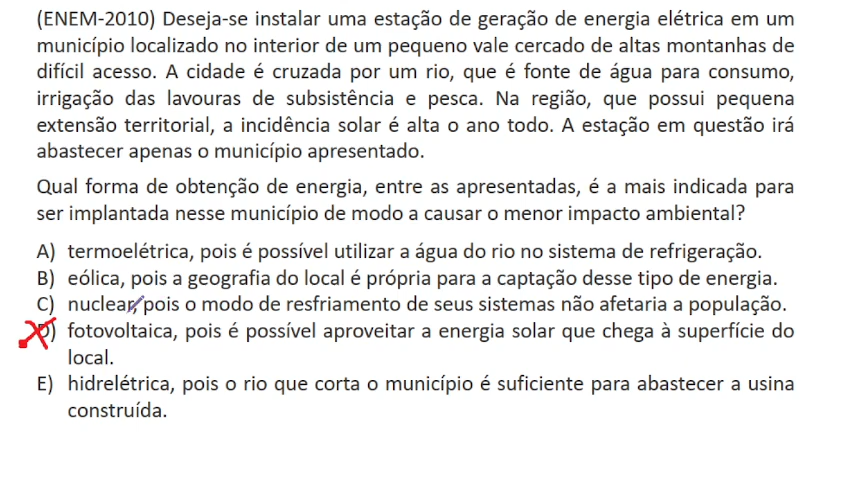 (ENEM-2010) Deseja-se instalar uma estação de geração de energia elétrica em um
município localizado no interior de um pequeno vale cercado de altas montanhas de
difícil acesso. A cidade é cruzada por um rio, que é fonte de água para consumo,
irrigação das lavouras de subsistência e pesca. Na região, que possui pequena
extensão territorial, a incidência solar é alta o ano todo. A estação em questão irá
abastecer apenas o município apresentado.
Qual forma de obtenção de energia, entre as apresentadas, é a mais indicada para
ser implantada nesse município de modo a causar o menor impacto ambiental?
A) termoelétrica, pois é possível utilizar a água do rio no sistema de refrigeração.
B) eólica, pois a geografia do local é própria para a captação desse tipo de energia.
C) nuclear, pois o modo de resfriamento de seus sistemas não afetaria a população.
D) fotovoltaica, pois é possível aproveitar a energia solar que chega à superfície do
local.
E) hidrelétrica, pois o rio que corta o município é suficiente para abastecer a usina
construída.